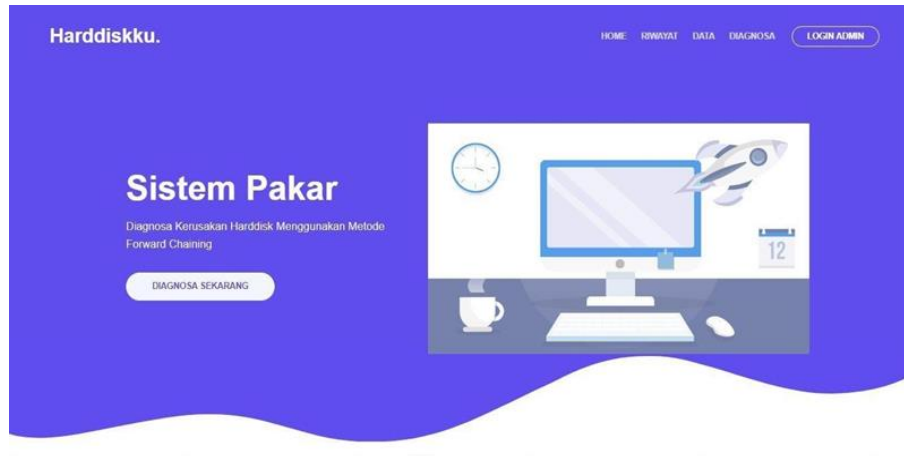 Harddiskku.
HOME RIWAYAT DATA DIAGNOSA LOGIN ADMIN
Sistem Pakar
Diagnosa Kerusakan Harddisk Menggunakan Metode
Forward Chaining
DIAGNOSA SEKARANG
12